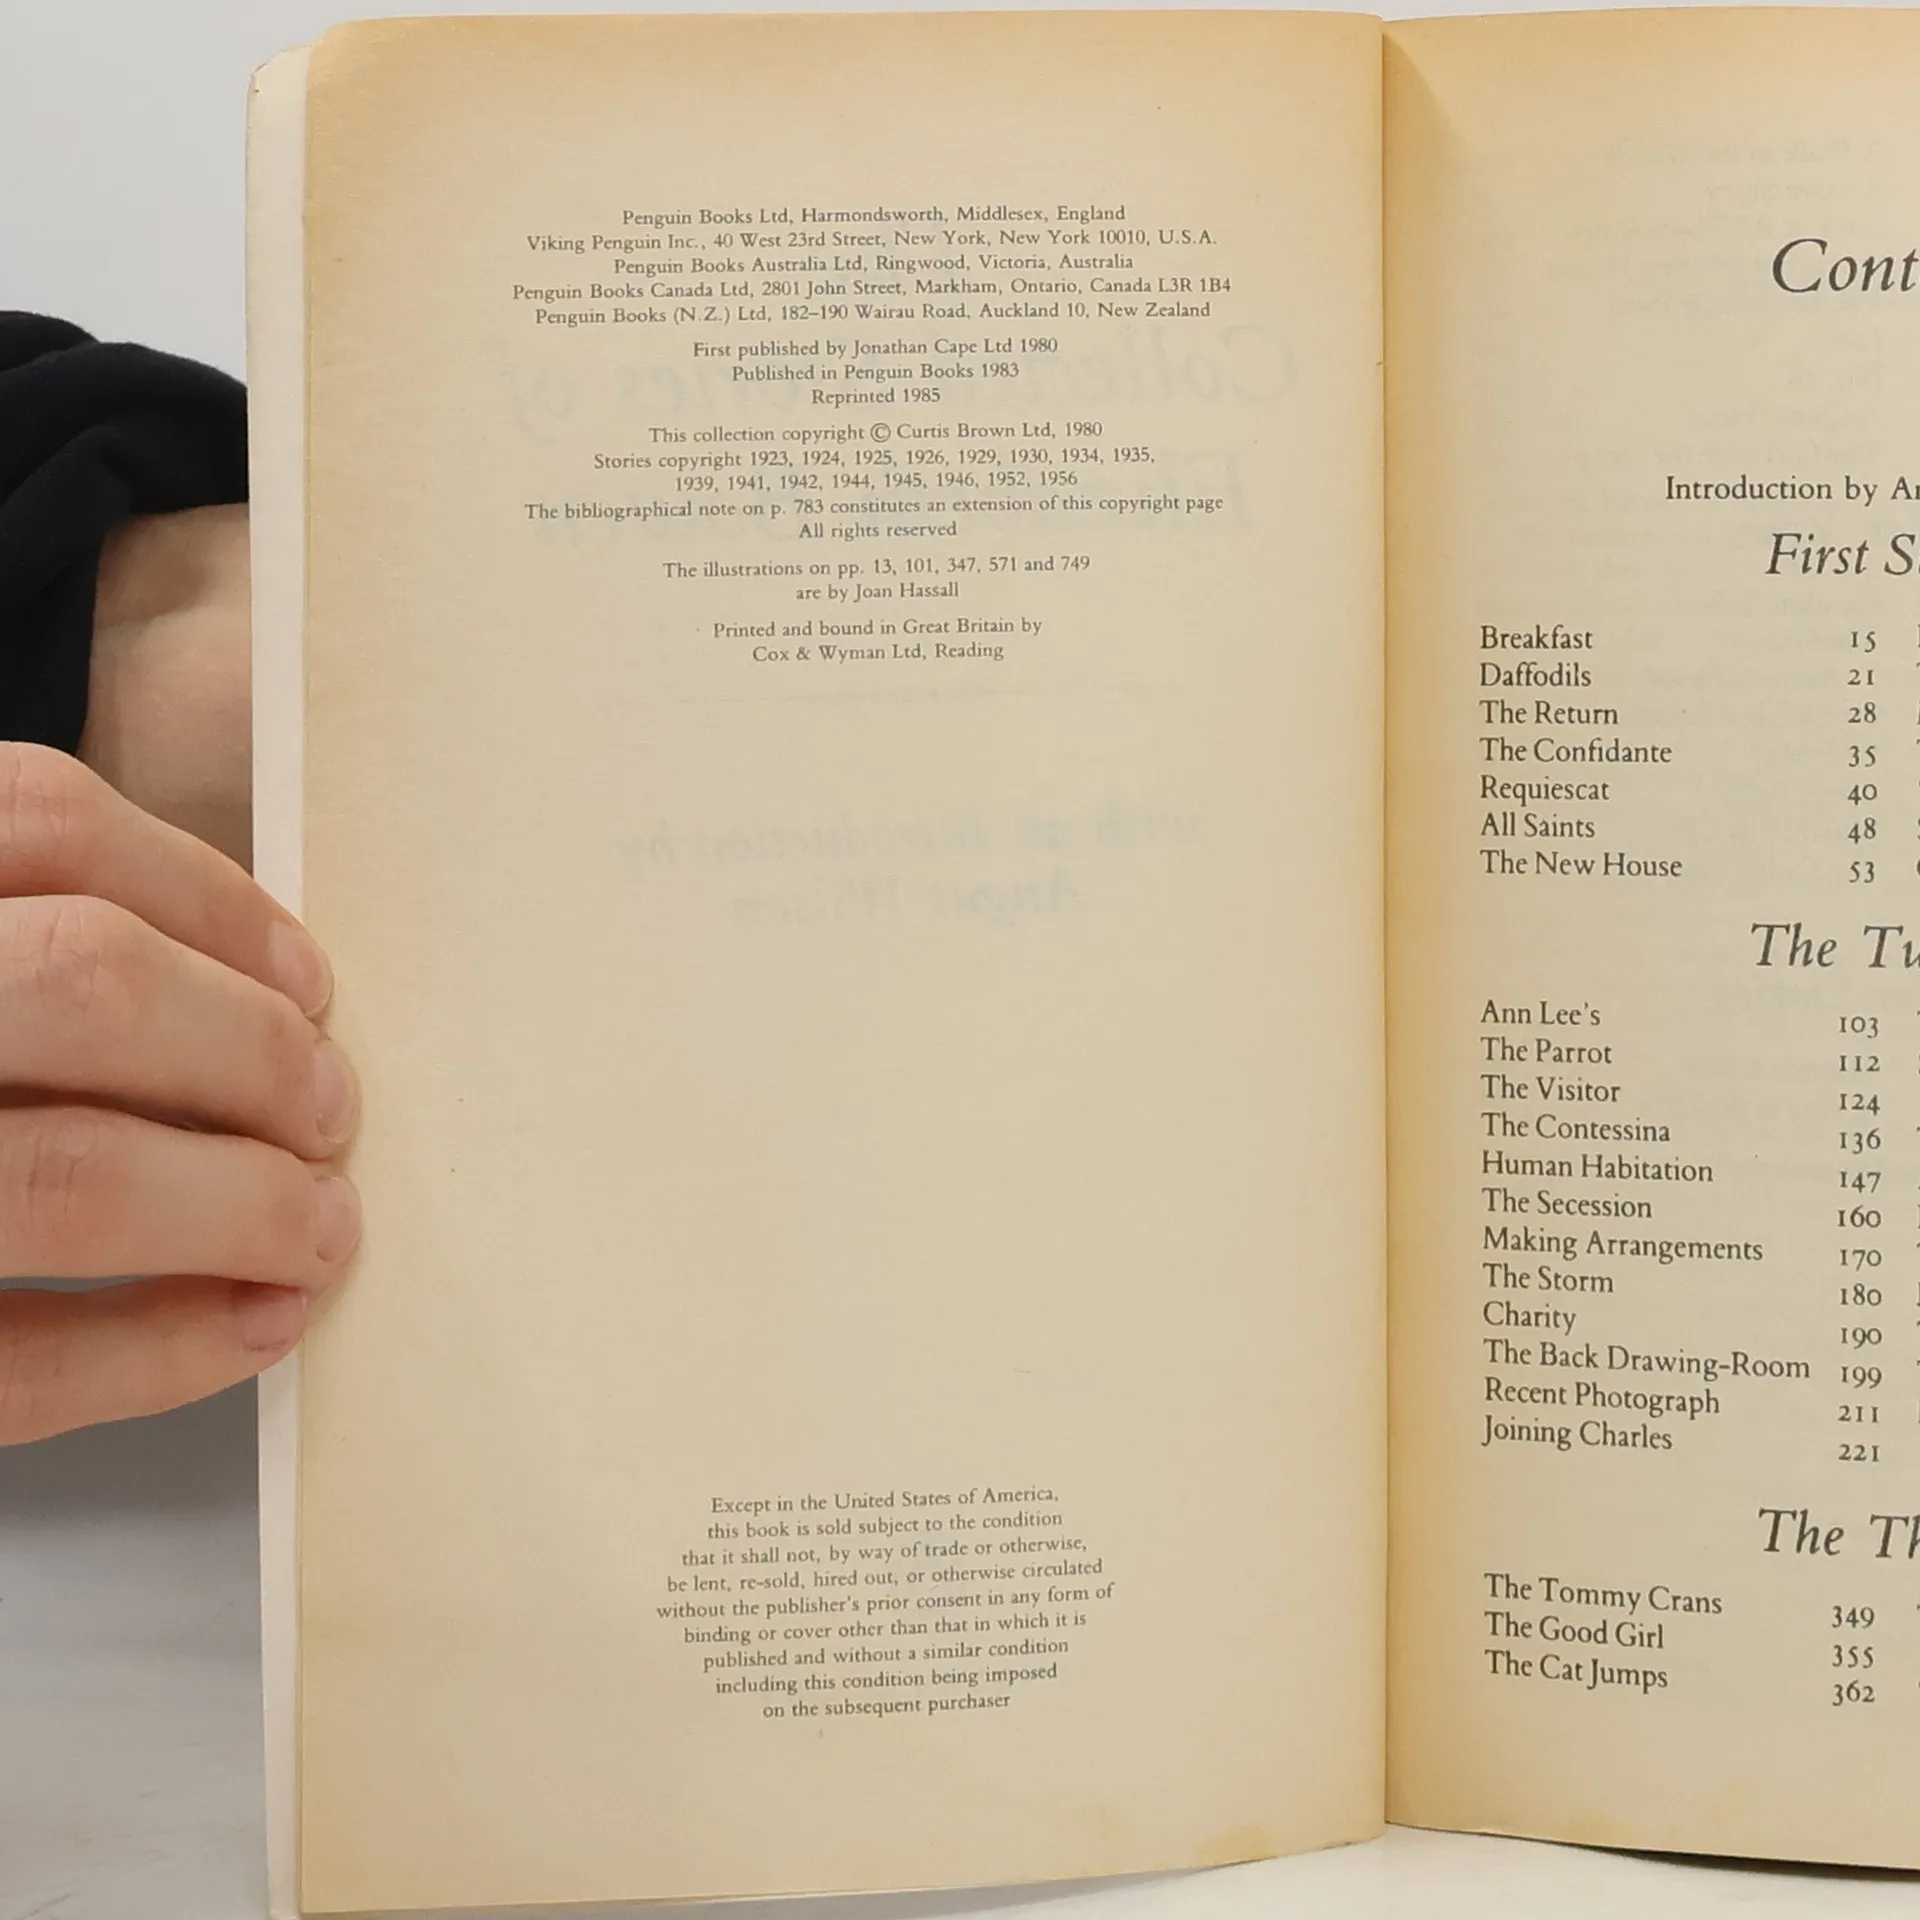 Penguin Books Ltd, Harmondsworth, Middlesex, England
Viking Penguin Inc., 40 West 23rd Street, New York, New York 10010, U.S.A.
Penguin Books Australia Ltd, Ringwood, Victoria, Australia
Penguin Books Canada Ltd, 2801 John Street, Markham, Ontario, Canada L3R 1B4
Penguin Books (N.Z.) Ltd, 182–190 Wairau Road, Auckland 10, New Zealand
First published by Jonathan Cape Ltd 1980
Published in Penguin Books 1983
Reprinted 1985
This collection copyright © Curtis Brown Ltd, 1980
Stories copyright 1923, 1924, 1925, 1926, 1929, 1930, 1934, 1935,
1939, 1941, 1942, 1944, 1945, 1946, 1952, 1956
The bibliographical note on p. 783 constitutes an extension of this copyright page
All rights reserved
The illustrations on pp. 13, 101, 347, 571 and 749
are by Joan Hassall
Printed and bound in Great Britain by
Cox & Wyman Ltd, Reading
Except in the United States of America,
this book is sold subject to the condition
that it shall not, by way of trade or otherwise,
be lent, re-sold, hired out, or otherwise circulated
without the publisher's prior consent in any form of
binding or cover other than that in which it is
published and without a similar condition
including this condition being imposed
on the subsequent purchaser
Cont
Introduction by
First
Breakfast 15
Daffodils 21
The Return 28
The Confidante 35
Requiescat 40
All Saints 48
The New House 53
The
Ann Lee's 103
The Parrot 112
The Visitor 124
The Contessina 136
Human Habitation 147
The Secession 160
Making Arrangements 170
The Storm 180
Charity 190
The Back Drawing-Room 199
Recent Photograph 211
Joining Charles 221
The
The Tommy Crans 349
The Good Girl 355
The Cat Jumps 362